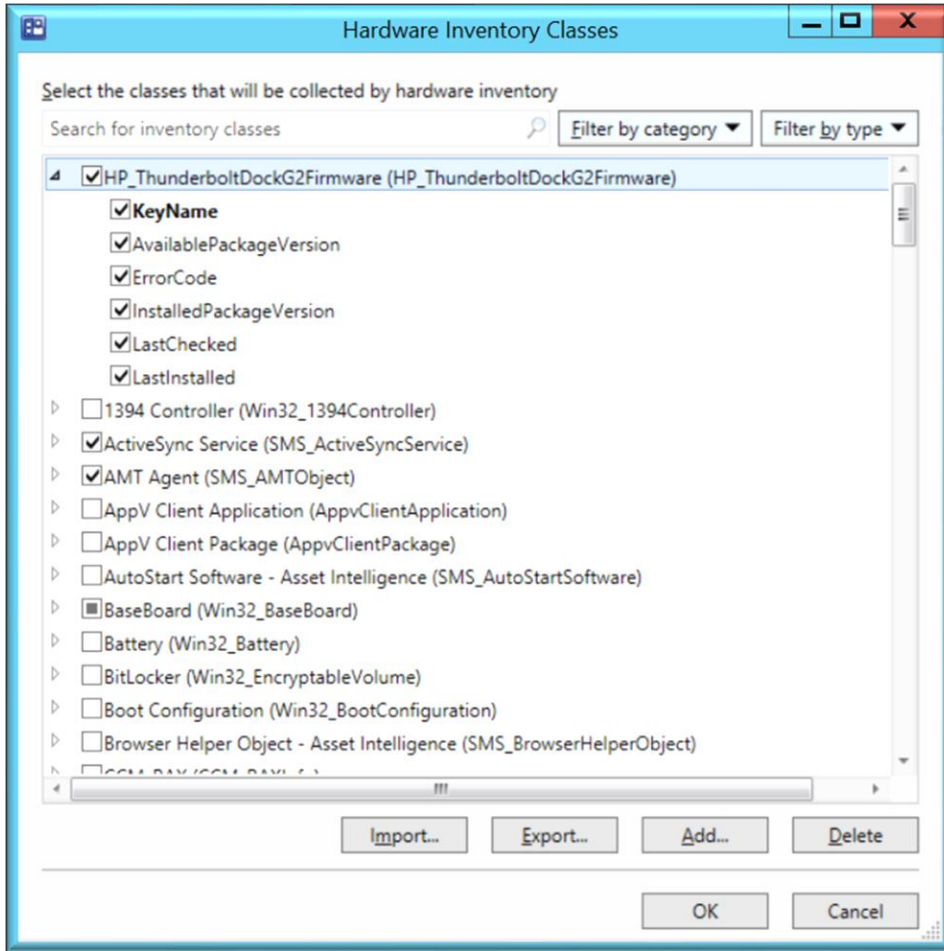 Hardware Inventory Classes
Select the classes that will be collected by hardware inventory
Search for inventory classes
Filter by category
Filter by type
HP_ThunderboltDockG2Firmware (HP_ThunderboltDockG2Firmware)
KeyName
AvailablePackageVersion
ErrorCode
InstalledPackageVersion
LastChecked
LastInstalled
1394 Controller (Win32_1394Controller)
ActiveSync Service (SMS_ActiveSyncService)
AMT Agent (SMS_AMTObject)
AppV Client Application (AppvClientApplication)
AppV Client Package (AppvClientPackage)
AutoStart Software - Asset Intelligence (SMS_AutoStartSoftware)
BaseBoard (Win32_BaseBoard)
Battery (Win32_Battery)
BitLocker (Win32_EncryptableVolume)
Boot Configuration (Win32_BootConfiguration)
Browser Helper Object - Asset Intelligence (SMS_BrowserHelperObject)
Import...
Export...
Add...
Delete
OK
Cancel